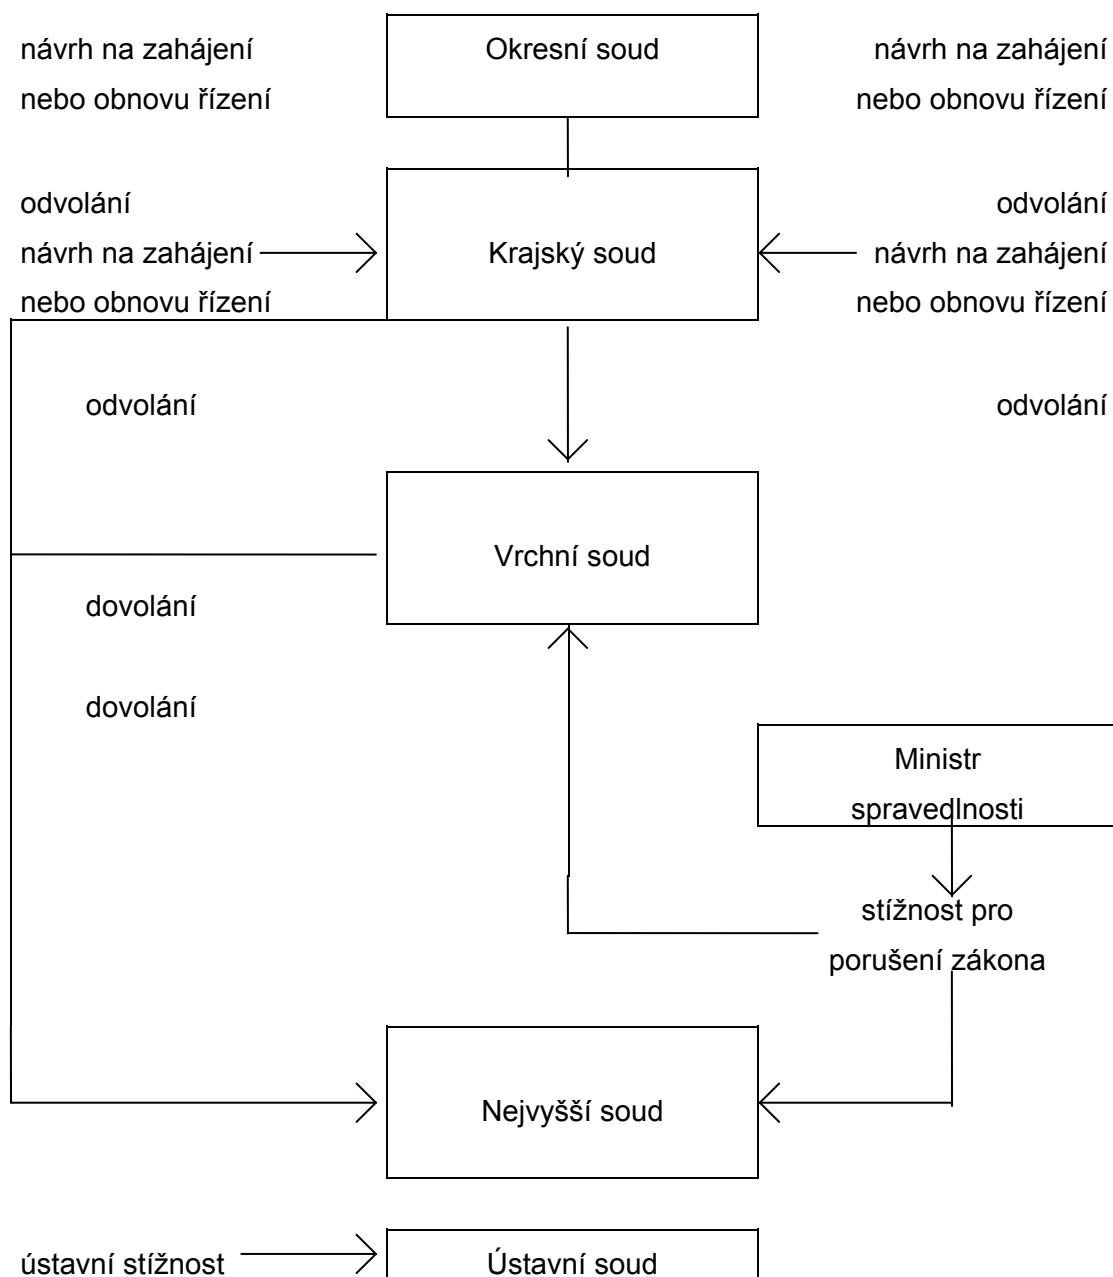 návrh na zahájení Okresní soud návrh na zahájení
nebo obnovu řízení nebo obnovu řízení
odvolání odvolání
návrh na zahájení Krajský soud návrh na zahájení
nebo obnovu řízení nebo obnovu řízení
odvolání odvolání
Vrchní soud
dovolání
dovolání
Ministr
spravedlnosti
stížnost pro
porušení zákona
Nejvyšší soud
ústavní stížnost Ústavní soud